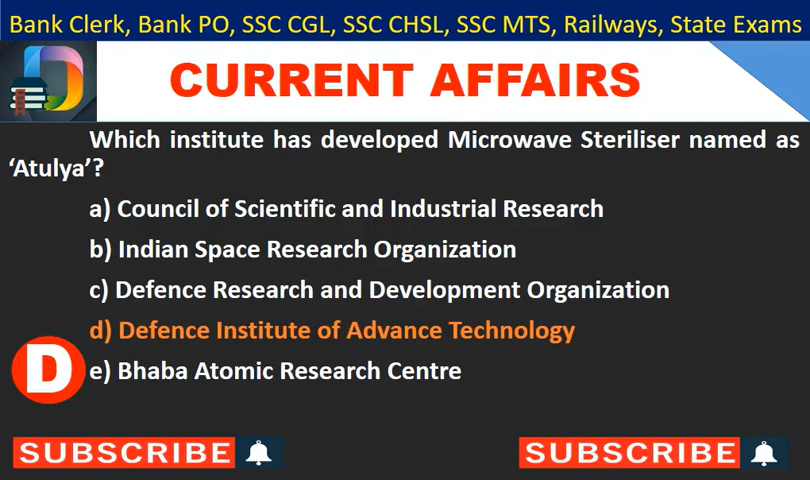 Bank Clerk, Bank PO, SSC CGL, SSC CHSL, SSC MTS, Railways, State Exams
CURRENT AFFAIRS
Which institute has developed Microwave Steriliser named as
‘Atulya’?
a) Council of Scientific and Industrial Research
b) Indian Space Research Organization
c) Defence Research and Development Organization
d) Defence Institute of Advance Technology
D
e) Bhaba Atomic Research Centre
SUBSCRIBE
SUBSCRIBE